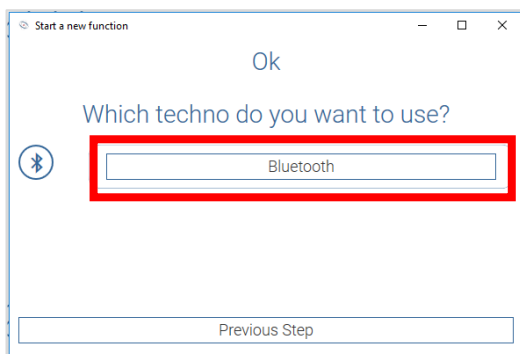 Start a new function
Ok
Which techno do you want to use?
Bluetooth
Previous Step